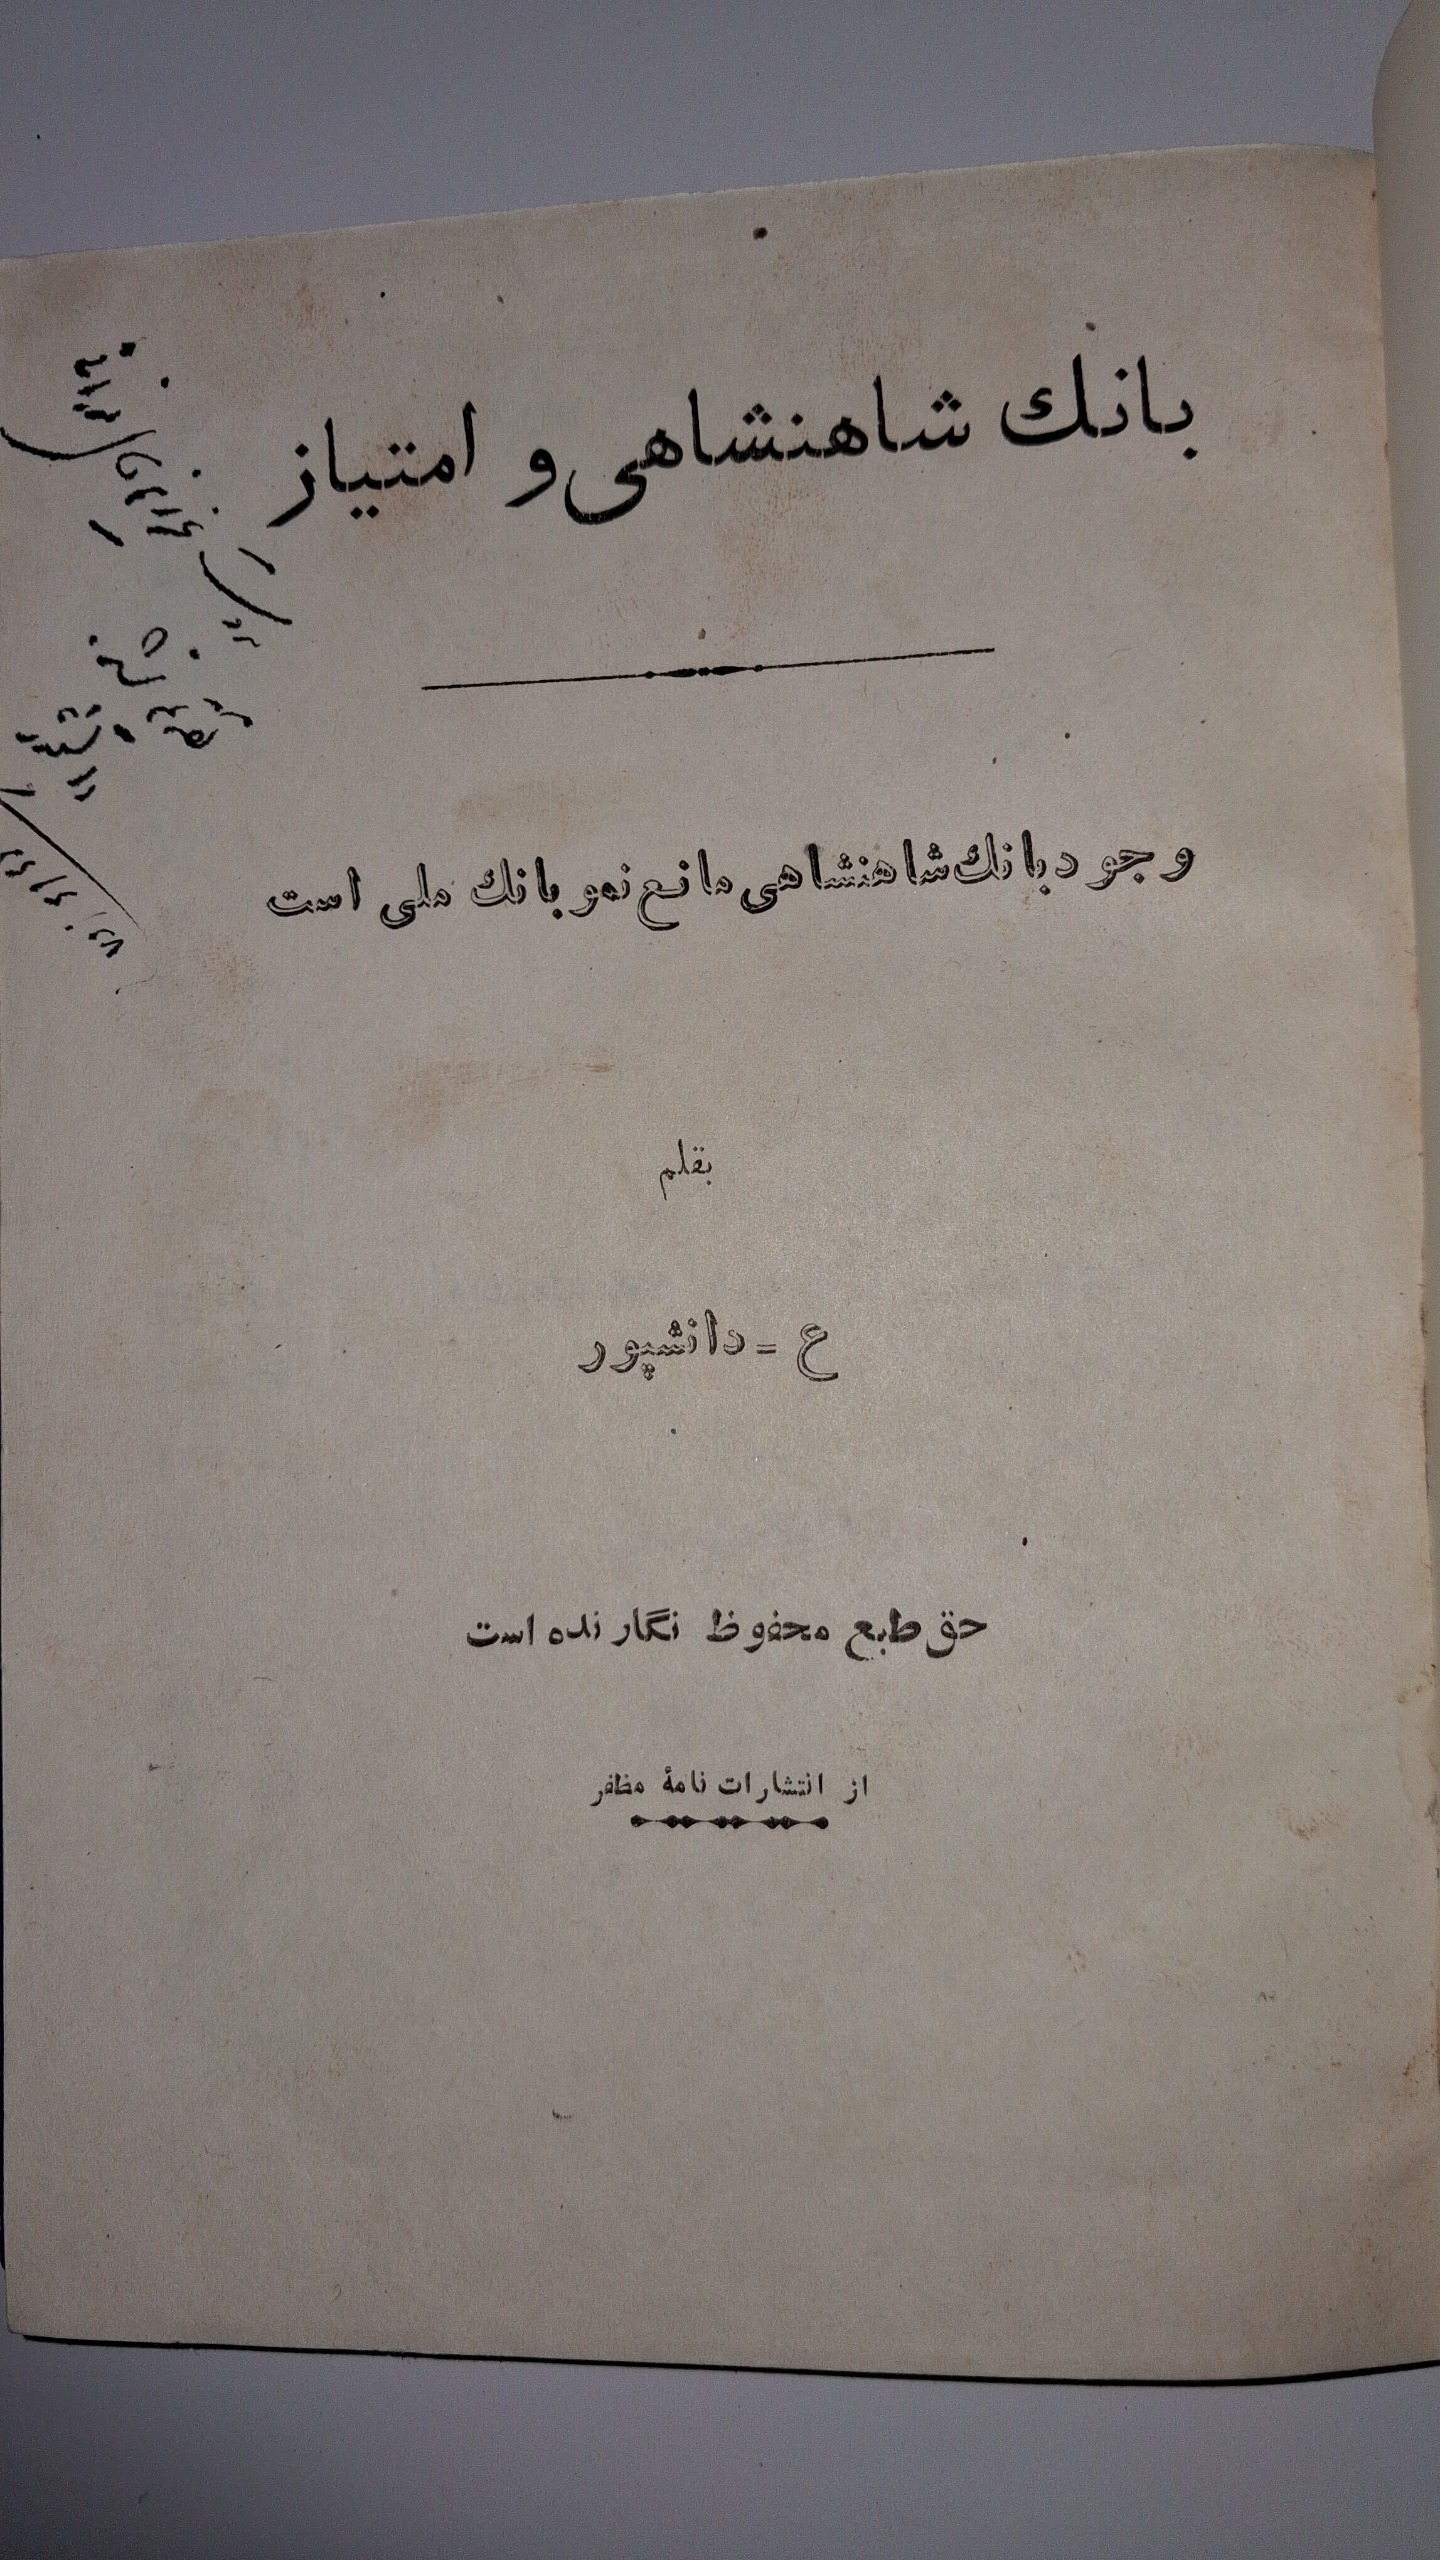 بانك شاهنشاهی و امتیاز
وجود بانك شاهنشاهی مانع نمو بانك ملی است
بقلم
ع = دانشپور
حق طبع محفوظ نگارنده است
از انتشارات نامۀ مظفر